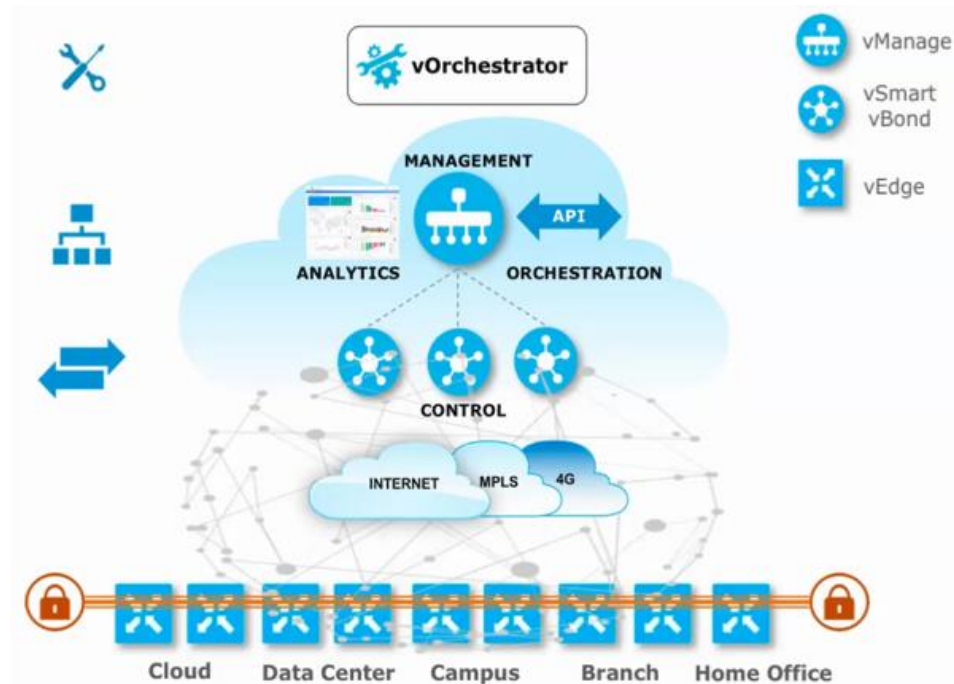 vOrchestrator
vManage
vSmart
vBond
vEdge
MANAGEMENT
API
ANALYTICS
ORCHESTRATION
CONTROL
INTERNET
MPLS
4G
Cloud
Data Center
Campus
Branch
Home Office